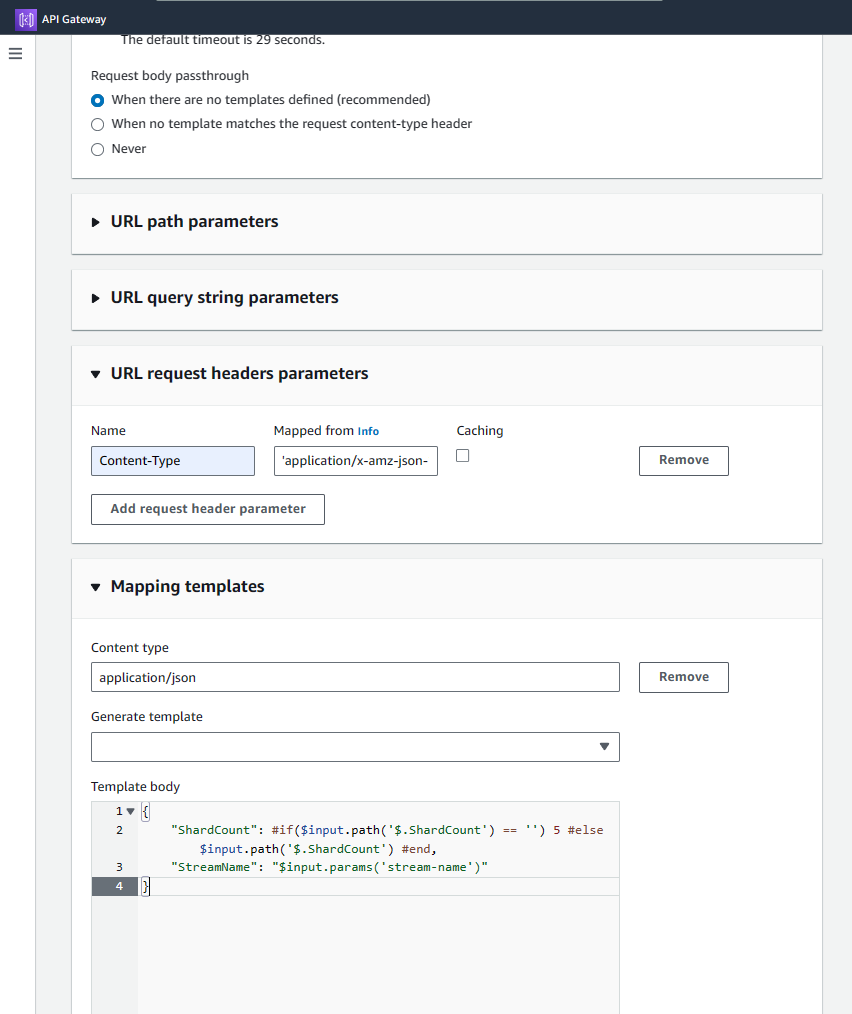 API Gateway
The default timeout is 29 seconds.
Request body passthrough
When there are no templates defined (recommended)
When no template matches the request content-type header
Never
URL path parameters
URL query string parameters
URL request headers parameters
Name Mapped from Info Caching
Content-Type 'application/x-amz-json- Remove
Add request header parameter
Mapping templates
Content type
application/json Remove
Generate template
Template body
1 {
2 "ShardCount": #if($input.path('$.ShardCount') == '') 5 #else
$input.path('$.ShardCount') #end,
3 "StreamName": "$input.params('stream-name')"
4 }